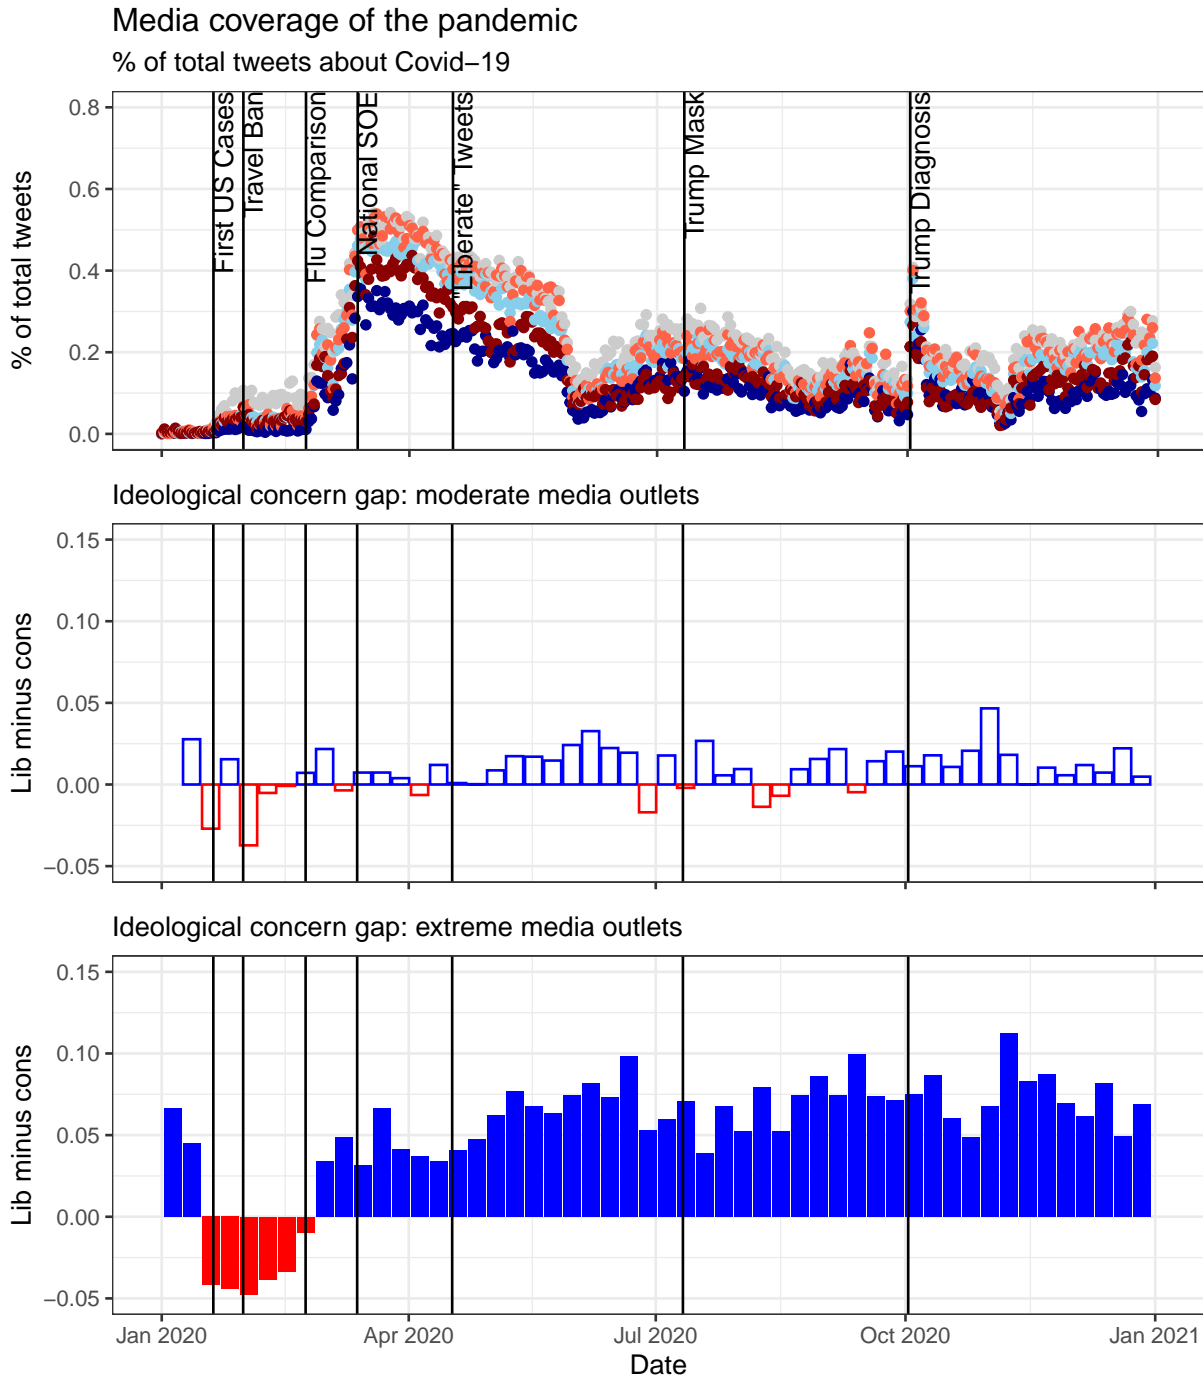 Media coverage of the pandemic
% of total tweets about Covid−19
% of total tweets
0.8
0.6
0.4
0.2
0.0
First US Cases
Travel Ban
Flu Comparison
National SOE
"Liberate" Tweets
Trump Mask
Trump Diagnosis
Ideological concern gap: moderate media outlets
Lib minus cons
0.15
0.10
0.05
0.00
−0.05
Ideological concern gap: extreme media outlets
Lib minus cons
0.15
0.10
0.05
0.00
−0.05
Jan 2020 Apr 2020 Jul 2020 Oct 2020 Jan 2021
Date